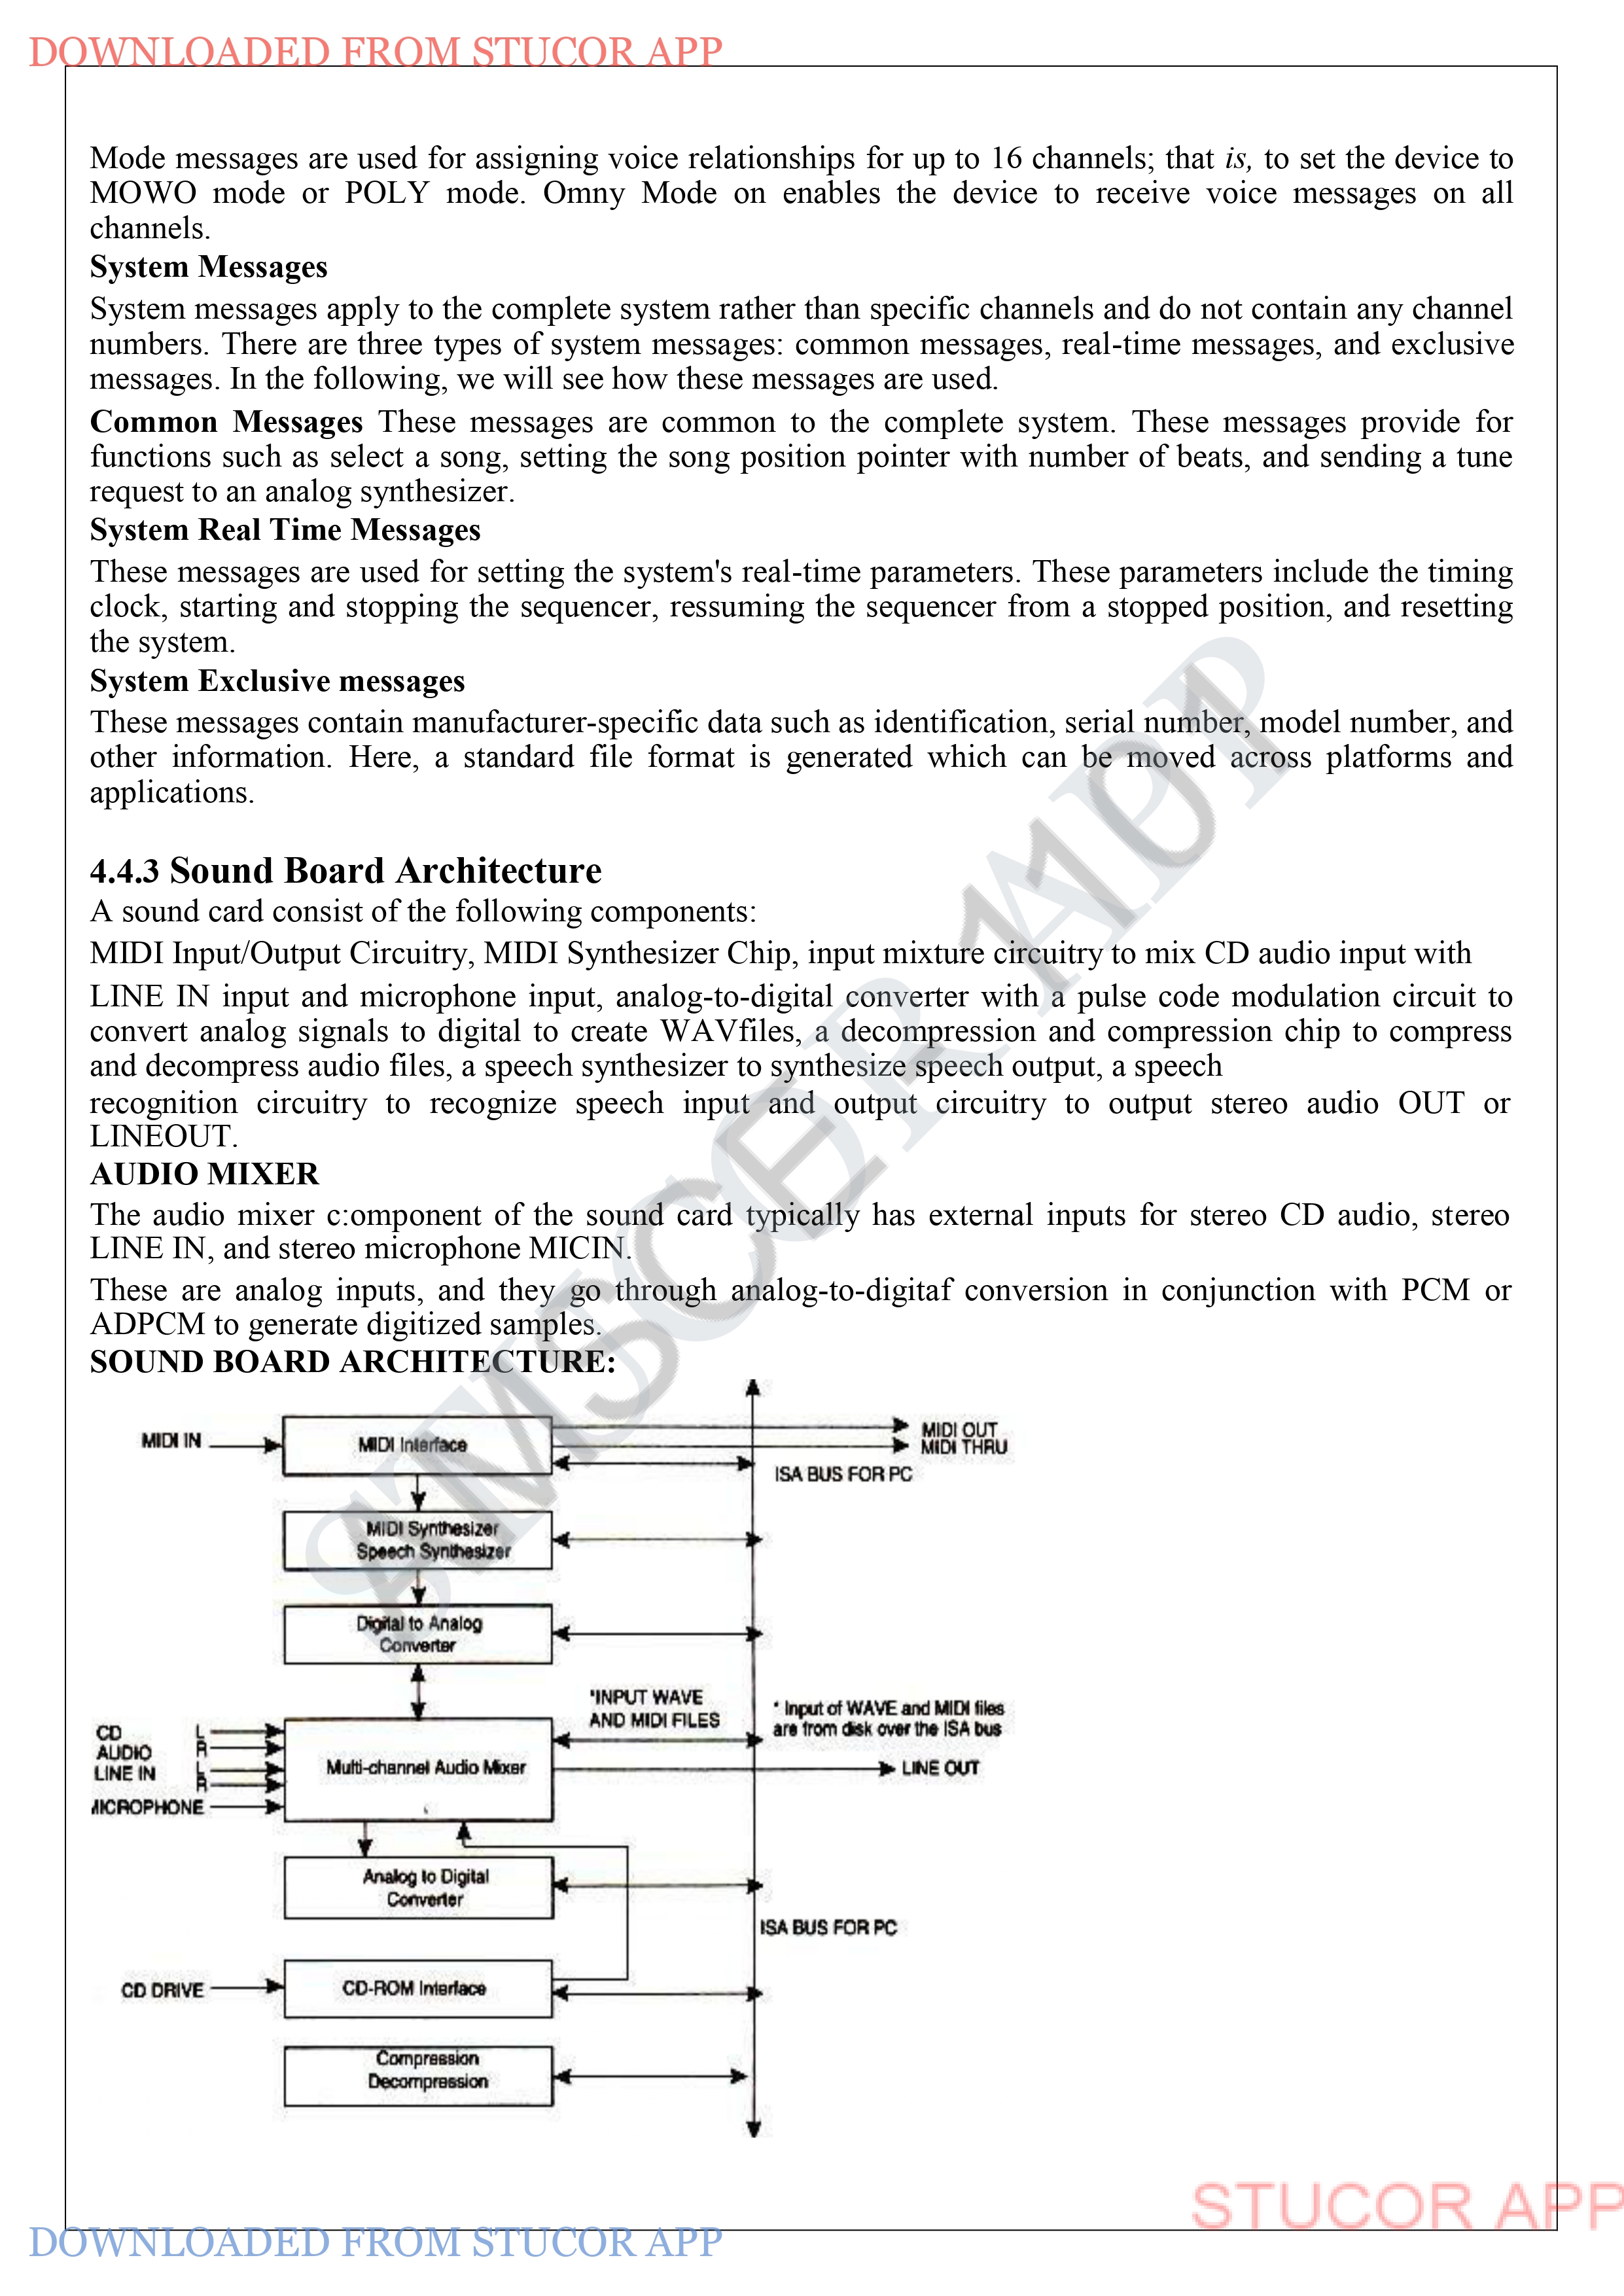 DOWNLOADED FROM STUCOR APP
Mode messages are used for assigning voice relationships for up to 16 channels; that is, to set the device to
MOWO mode or POLY mode. Omny Mode on enables the device to receive voice messages on all
channels.
System Messages
System messages apply to the complete system rather than specific channels and do not contain any channel
numbers. There are three types of system messages: common messages, real-time messages, and exclusive
messages. In the following, we will see how these messages are used.
Common Messages These messages are common to the complete system. These messages provide for
functions such as select a song, setting the song position pointer with number of beats, and sending a tune
request to an analog synthesizer.
System Real Time Messages
These messages are used for setting the system's real-time parameters. These parameters include the timing
clock, starting and stopping the sequencer, ressuming the sequencer from a stopped position, and resetting
the system.
System Exclusive messages
These messages contain manufacturer-specific data such as identification, serial number, model number, and
other information. Here, a standard file format is generated which can be moved across platforms and
applications.
4.4.3 Sound Board Architecture
A sound card consist of the following components:
MIDI Input/Output Circuitry, MIDI Synthesizer Chip, input mixture circuitry to mix CD audio input with
LINE IN input and microphone input, analog-to-digital converter with a pulse code modulation circuit to
convert analog signals to digital to create WAVfiles, a decompression and compression chip to compress
and decompress audio files, a speech synthesizer to synthesize speech output, a speech
recognition circuitry to recognize speech input and output circuitry to output stereo audio OUT or
LINEOUT.
AUDIO MIXER
The audio mixer c:omponent of the sound card typically has external inputs for stereo CD audio, stereo
LINE IN, and stereo microphone MICIN.
These are analog inputs, and they go through analog-to-digitaf conversion in conjunction with PCM or
ADPCM to generate digitized samples.
SOUND BOARD ARCHITECTURE:
MIDI IN
MIDI Interface
MIDI OUT
MIDI THRU
ISA BUS FOR PC
MIDI Synthesizer
Speech Synthesizer
Digital to Analog
Converter
*INPUT WAVE
AND MIDI FILES
* Input of WAVE and MIDI files
are from disk over the ISA bus
CD L
AUDIO R
LINE IN L
R
MICROPHONE
Multi-channel Audio Mixer
LINE OUT
Analog to Digital
Converter
ISA BUS FOR PC
CD DRIVE
CD-ROM Interface
Compression
Decompression
STUCOR APP
AMSCE 1101
STUCOR APP
DOWNLOADED FROM STUCOR APP